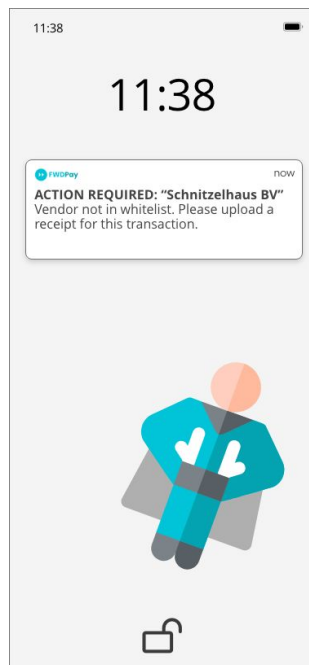 11:38
11:38
FWDPay
now
ACTION REQUIRED: “Schnitzelhaus BV”
Vendor not in whitelist. Please upload a
receipt for this transaction.